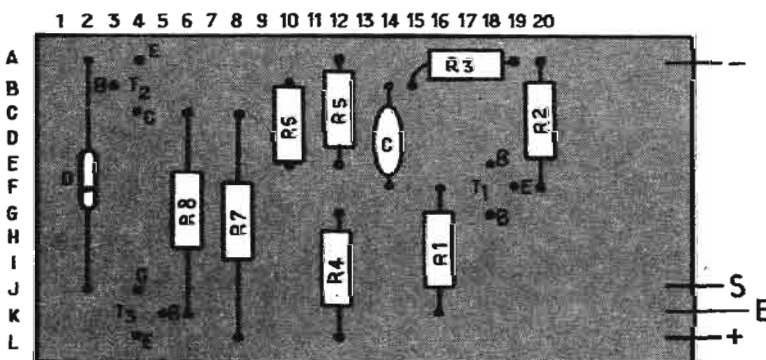 1 2 3 4 5 6 7 8 9 10 11 12 13 14 15 16 17 18 19 20
A E R3 -
B B T2 R5
C C R6 R2
D C
E B
D F T1 E
G R8 R7 B
H R1
I R4
J C S
K T3 B E
L E +